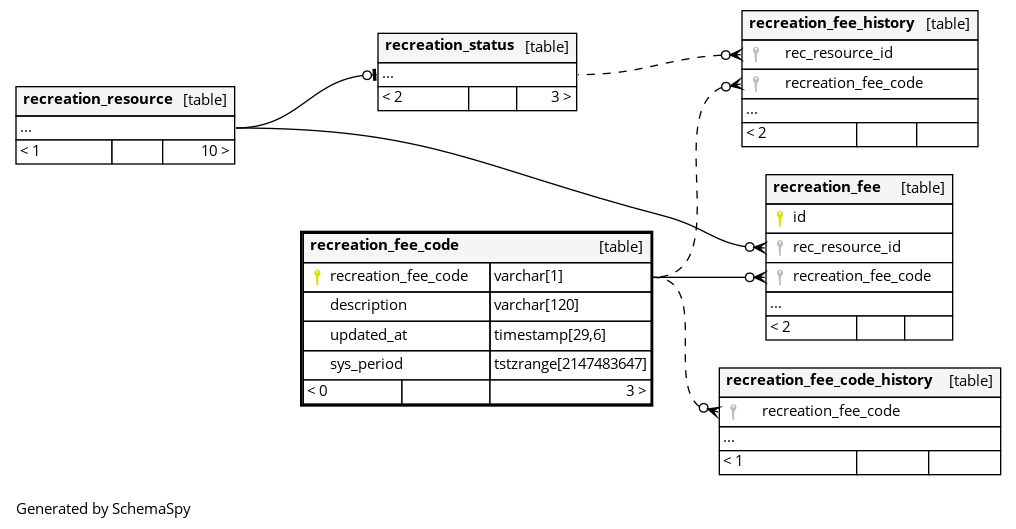 recreation_fee_history [table]
rec_resource_id
recreation_fee_code
...
< 2
recreation_status [table]
...
< 2 3 >
recreation_resource [table]
...
< 1 10 >
recreation_fee [table]
id
rec_resource_id
recreation_fee_code
...
< 2
recreation_fee_code [table]
recreation_fee_code varchar[1]
description varchar[120]
updated_at timestamp[29,6]
sys_period tstzrange[2147483647]
< 0 3 >
recreation_fee_code_history [table]
recreation_fee_code
...
< 1
Generated by SchemaSpy